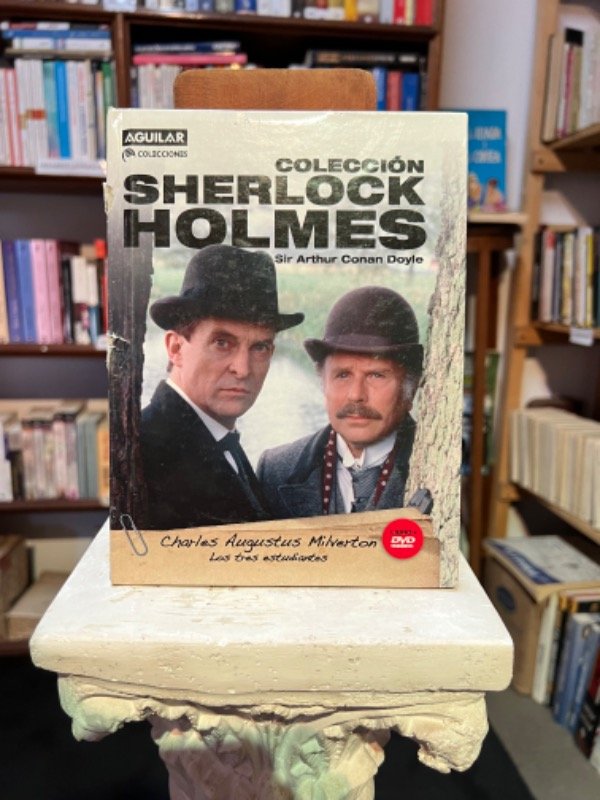 AGUILAR
COLECCIONES
COLECCIÓN
SHERLOCK
HOLMES
Sir Arthur Conan Doyle
Charles Augustus Milverton
Los tres estudiantes
DVD